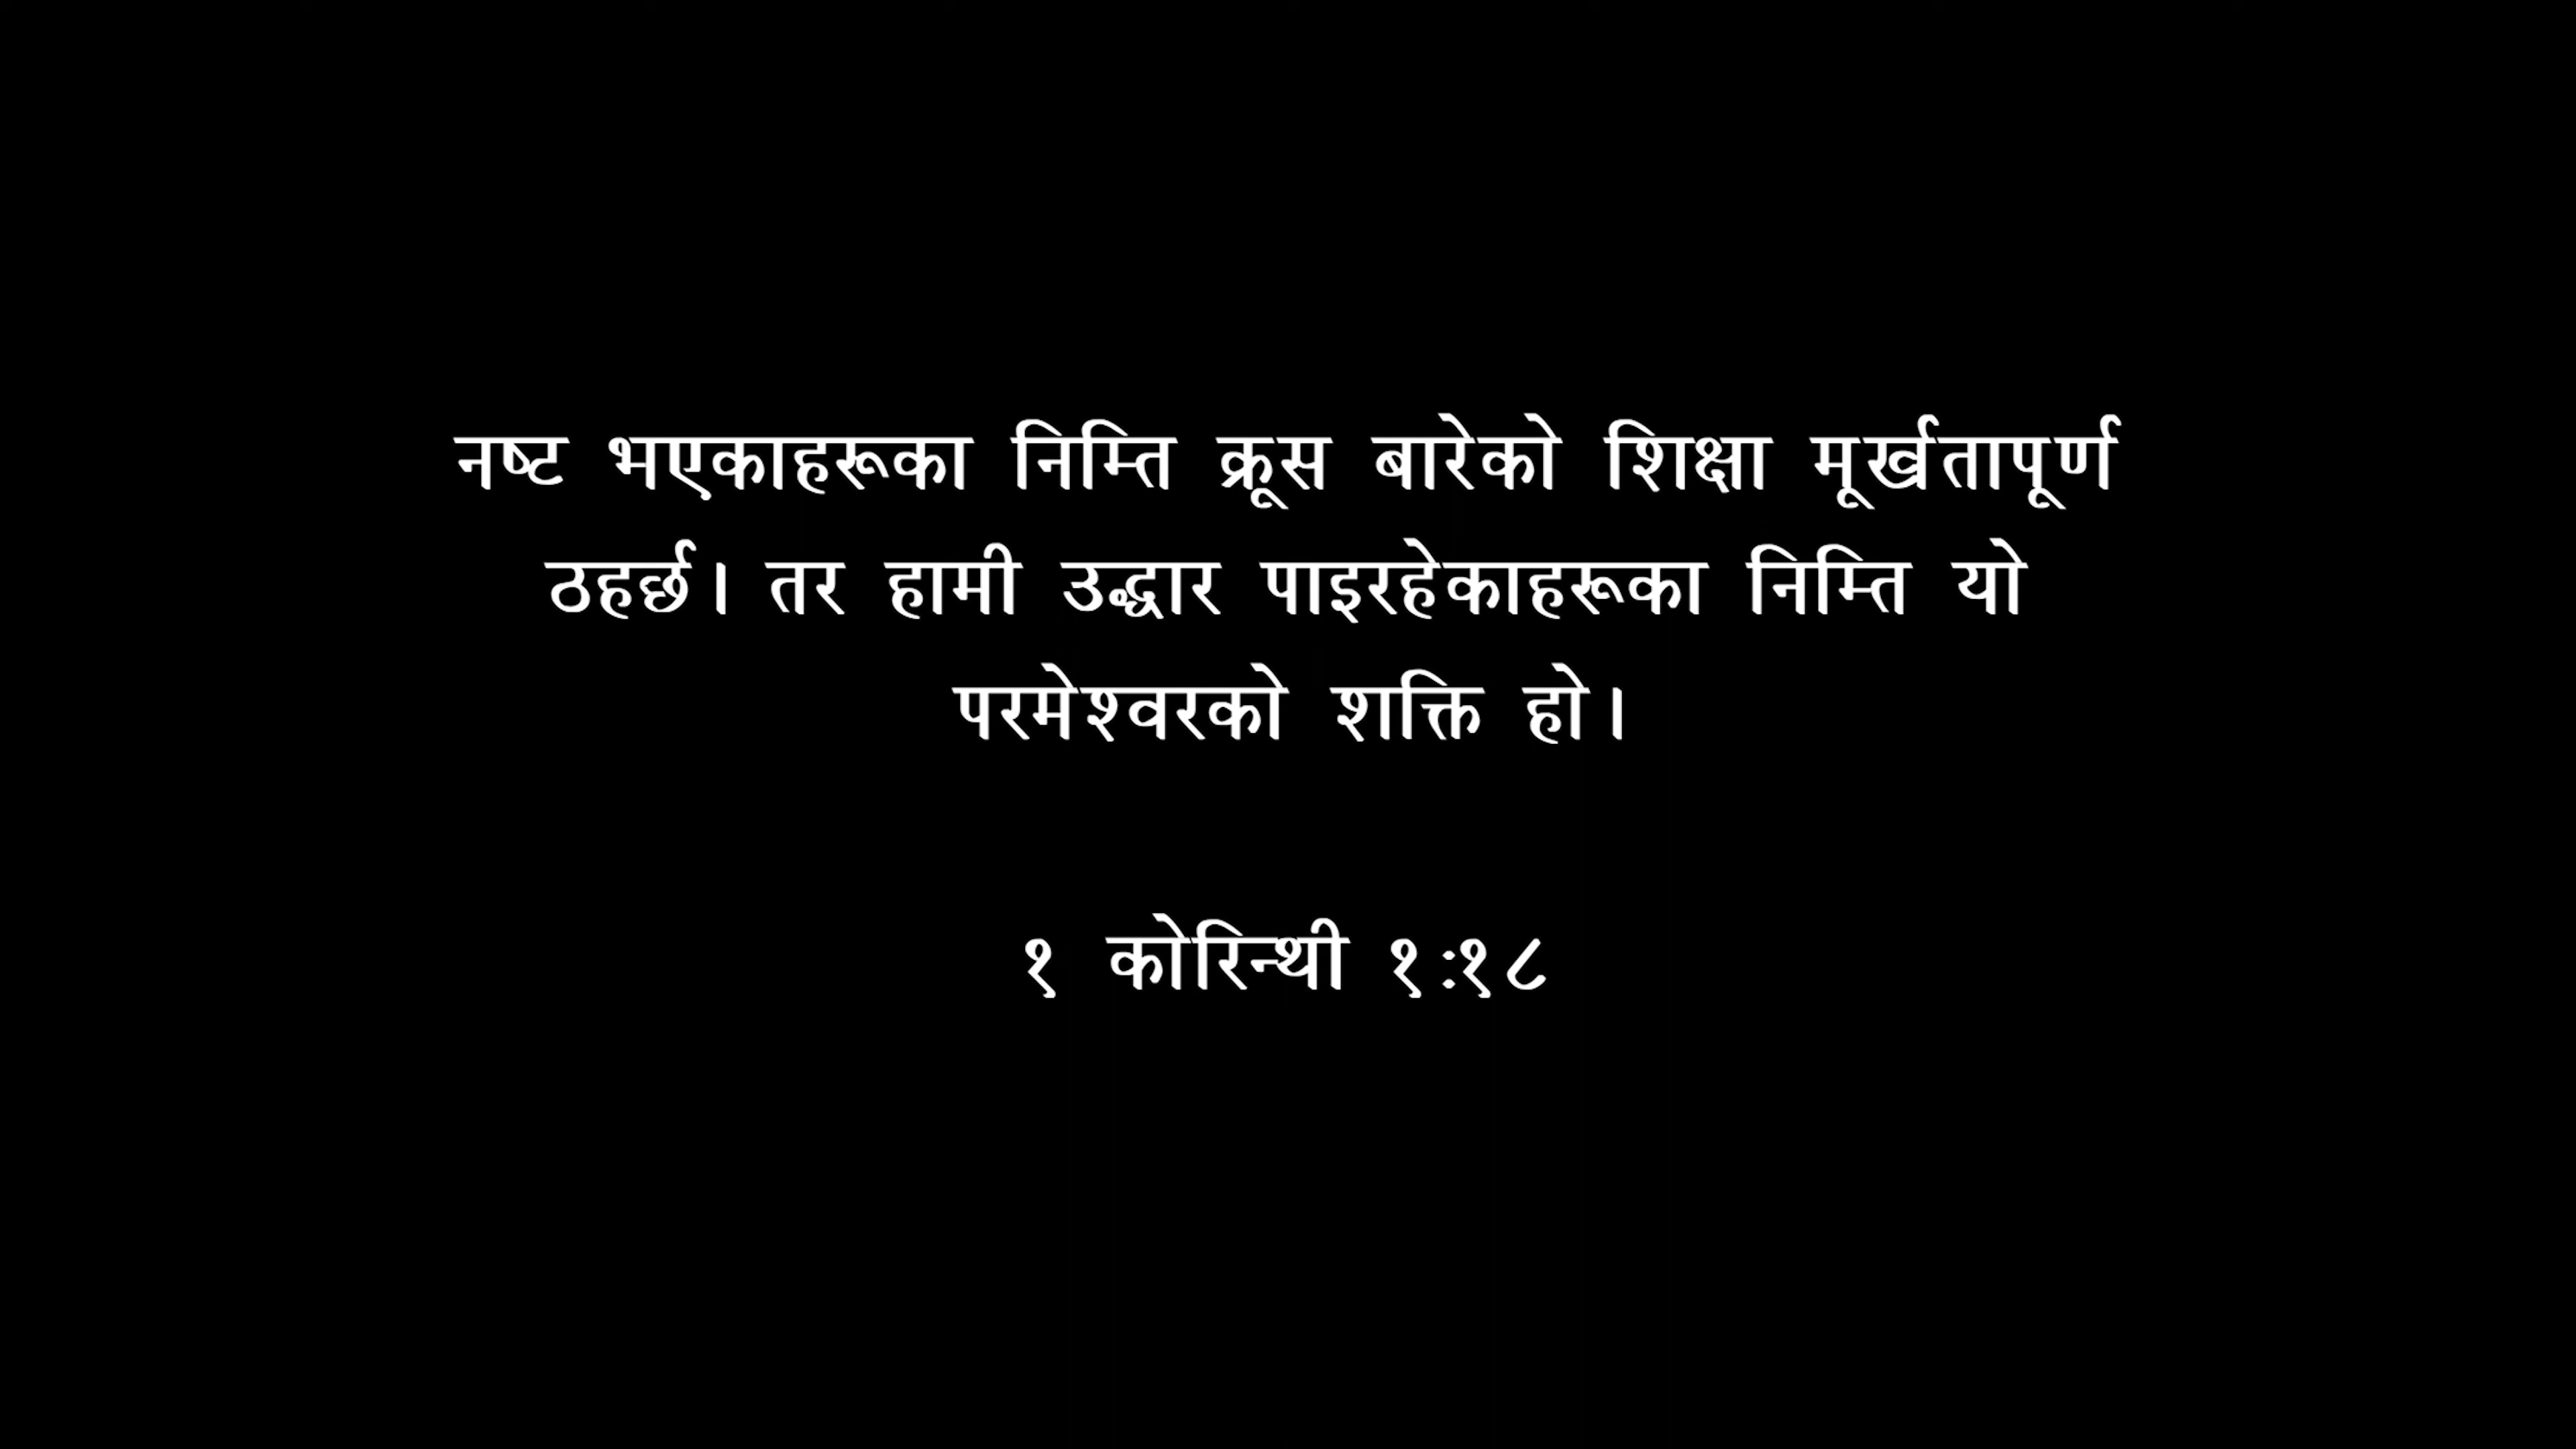 नष्ट भएकाहरूका निम्ति क्रूस बारेको शिक्षा मूर्खतापूर्ण
ठहर्छ। तर हामी उद्धार पाइरहेकाहरूका निम्ति यो
परमेश्वरको शक्ति हो।
१ कोरिन्थी १:१८